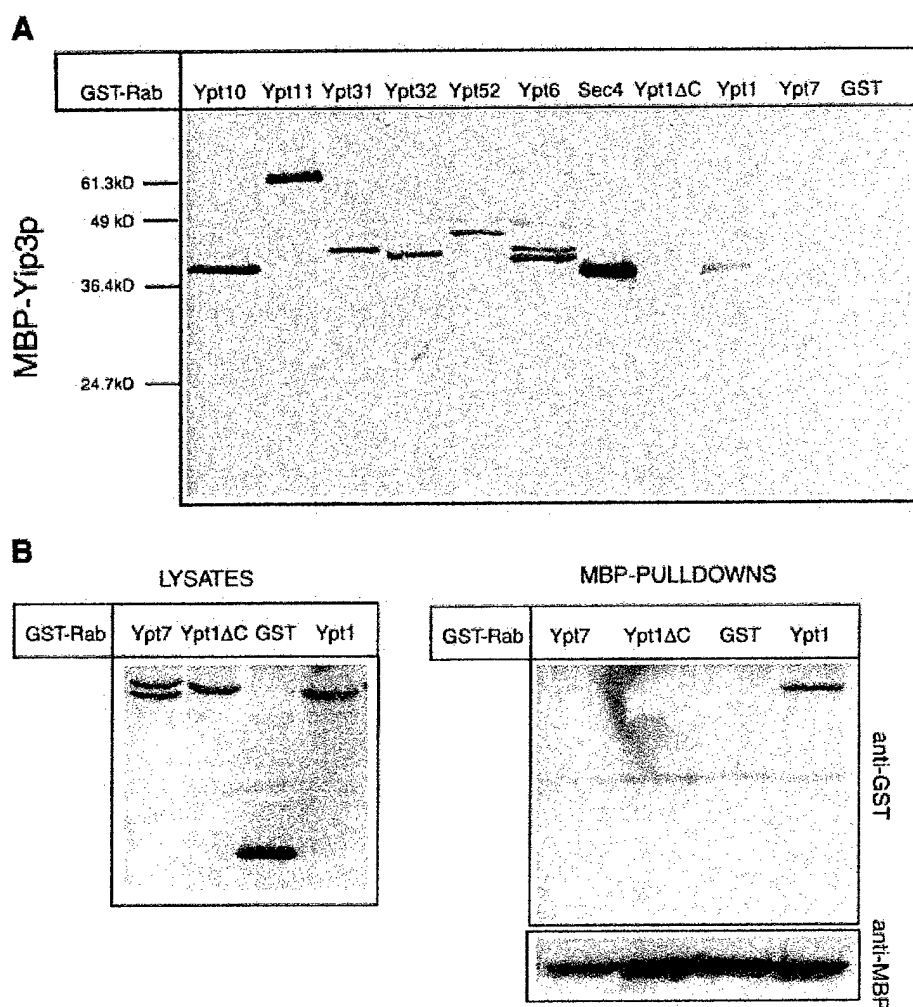 A
GST-Rab Ypt10 Ypt11 Ypt31 Ypt32 Ypt52 Ypt6 Sec4 Ypt1ΔC Ypt1 Ypt7 GST
MBP-Yip3p
61.3kD
49 kD
36.4kD
24.7kD
B
LYSATES
GST-Rab Ypt7 Ypt1ΔC GST Ypt1
MBP-PULLDOWNS
GST-Rab Ypt7 Ypt1ΔC GST Ypt1
anti-GST
anti-MBP